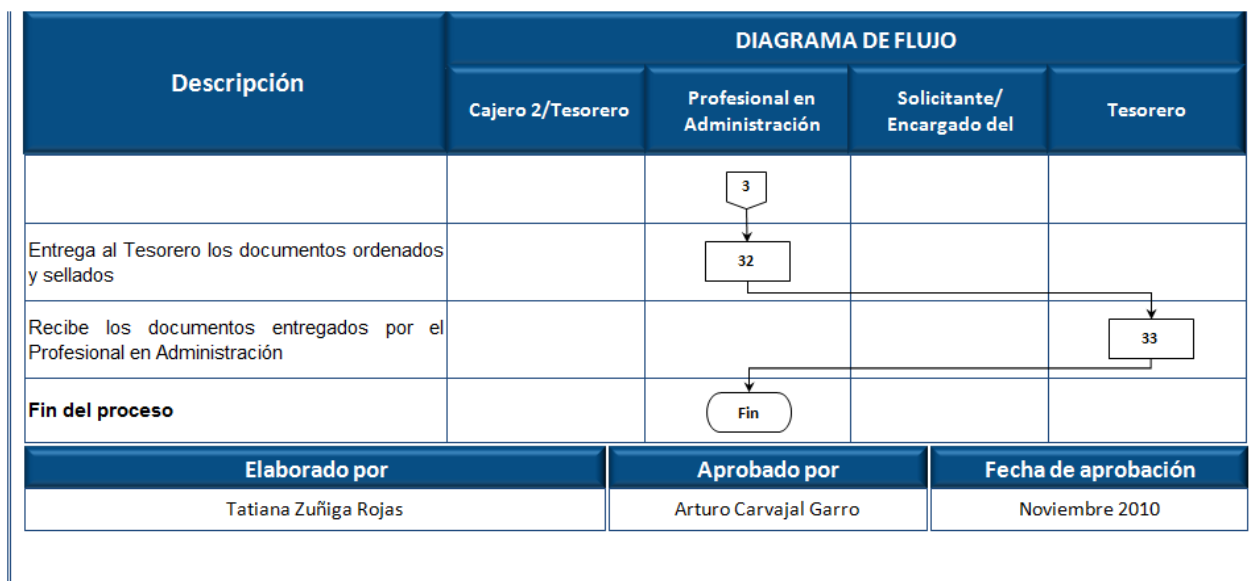 Descripción
DIAGRAMA DE FLUJO
Cajero 2/Tesorero
Profesional en
Administración
Solicitante/
Encargado del
Tesorero
3
Entrega al Tesorero los documentos ordenados
y sellados
32
Recibe los documentos entregados por el
Profesional en Administración
33
Fin del proceso
Fin
Elaborado por
Aprobado por
Fecha de aprobación
Tatiana Zuñiga Rojas
Arturo Carvajal Garro
Noviembre 2010